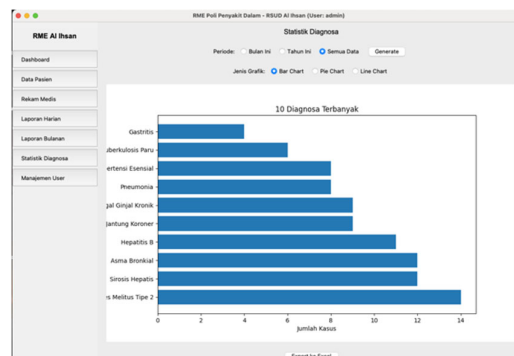 RME Poli Penyakit Dalam - RSUD Al Ihsan (User: admin)
RME Al Ihsan
Dashboard
Data Pasien
Rekam Medis
Laporan Harian
Laporan Bulanan
Statistik Diagnosa
Manajemen User
Statistik Diagnosa
Periode: Bulan Ini Tahun Ini Semua Data Generate
Jenis Grafik: Bar Chart Pie Chart Line Chart
10 Diagnosa Terbanyak
Gastritis
uberkulosis Paru
ertensi Esensial
Pneumonia
gal Ginjal Kronik
Jantung Koroner
Hepatitis B
Asma Bronkial
Sirosis Hepatis
s Melitus Tipe 2
0 2 4 6 8 10 12 14
Jumlah Kasus
Export ke Excel